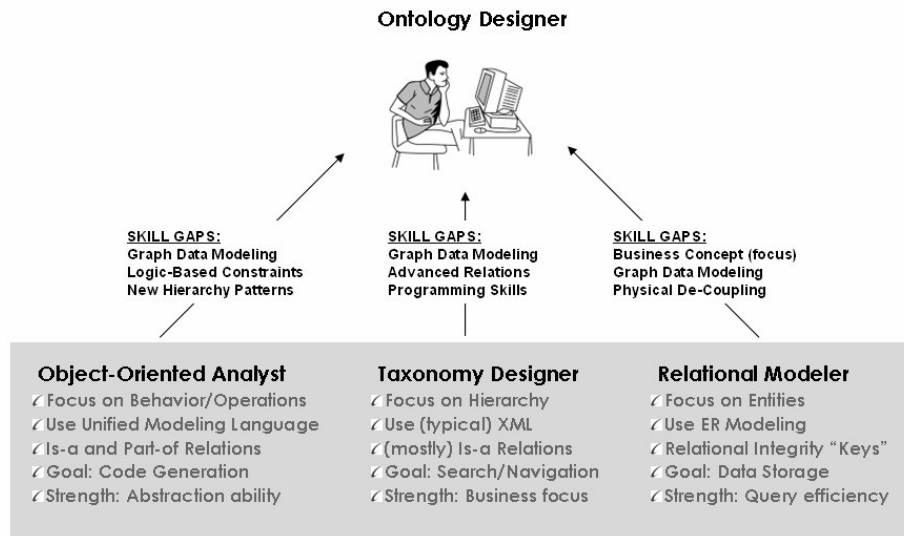 Ontology Designer
SKILL GAPS:
Graph Data Modeling
Logic-Based Constraints
New Hierarchy Patterns
SKILL GAPS:
Graph Data Modeling
Advanced Relations
Programming Skills
SKILL GAPS:
Business Concept (focus)
Graph Data Modeling
Physical De-Coupling
Object-Oriented Analyst
Focus on Behavior/Operations
Use Unified Modeling Language
Is-a and Part-of Relations
Goal: Code Generation
Strength: Abstraction ability
Taxonomy Designer
Focus on Hierarchy
Use (typical) XML
(mostly) Is-a Relations
Goal: Search/Navigation
Strength: Business focus
Relational Modeler
Focus on Entities
Use ER Modeling
Relational Integrity “Keys”
Goal: Data Storage
Strength: Query efficiency